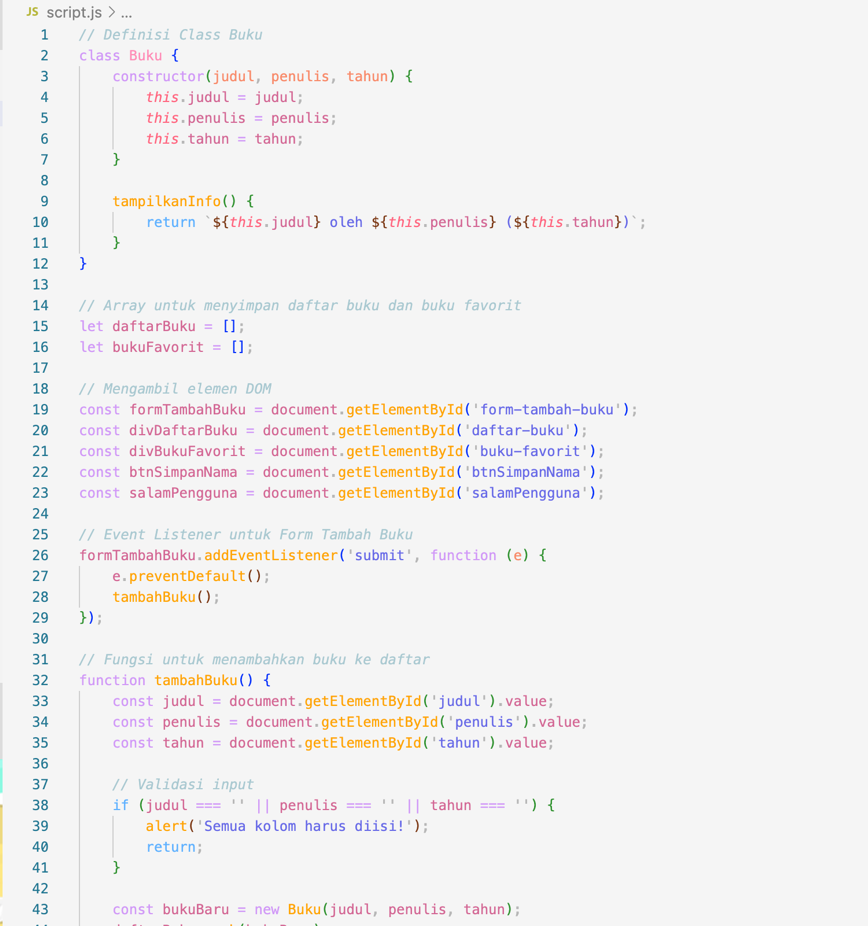 JS script.js > ...
1 // Definisi Class Buku
2 class Buku {
3     constructor(judul, penulis, tahun) {
4         this.judul = judul;
5         this.penulis = penulis;
6         this.tahun = tahun;
7     }
8
9     tampilkanInfo() {
10         return `${this.judul} oleh ${this.penulis} (${this.tahun})`;
11     }
12 }
13
14 // Array untuk menyimpan daftar buku dan buku favorit
15 let daftarBuku = [];
16 let bukuFavorit = [];
17
18 // Mengambil elemen DOM
19 const formTambahBuku = document.getElementById('form-tambah-buku');
20 const divDaftarBuku = document.getElementById('daftar-buku');
21 const divBukuFavorit = document.getElementById('buku-favorit');
22 const btnSimpanNama = document.getElementById('btnSimpanNama');
23 const salamPengguna = document.getElementById('salamPengguna');
24
25 // Event Listener untuk Form Tambah Buku
26 formTambahBuku.addEventListener('submit', function (e) {
27     e.preventDefault();
28     tambahBuku();
29 });
30
31 // Fungsi untuk menambahkan buku ke daftar
32 function tambahBuku() {
33     const judul = document.getElementById('judul').value;
34     const penulis = document.getElementById('penulis').value;
35     const tahun = document.getElementById('tahun').value;
36
37     // Validasi input
38     if (judul === '' || penulis === '' || tahun === '') {
39         alert('Semua kolom harus diisi!');
40         return;
41     }
42
43     const bukuBaru = new Buku(judul, penulis, tahun);